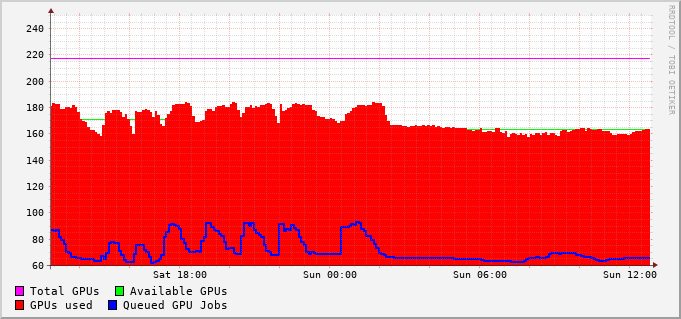 RRDTOOL / TOBI OETIKER
240
220
200
180
160
140
120
100
80
60
Sat 18:00 Sun 00:00 Sun 06:00 Sun 12:00
Total GPUs Available GPUs
GPUs used Queued GPU Jobs